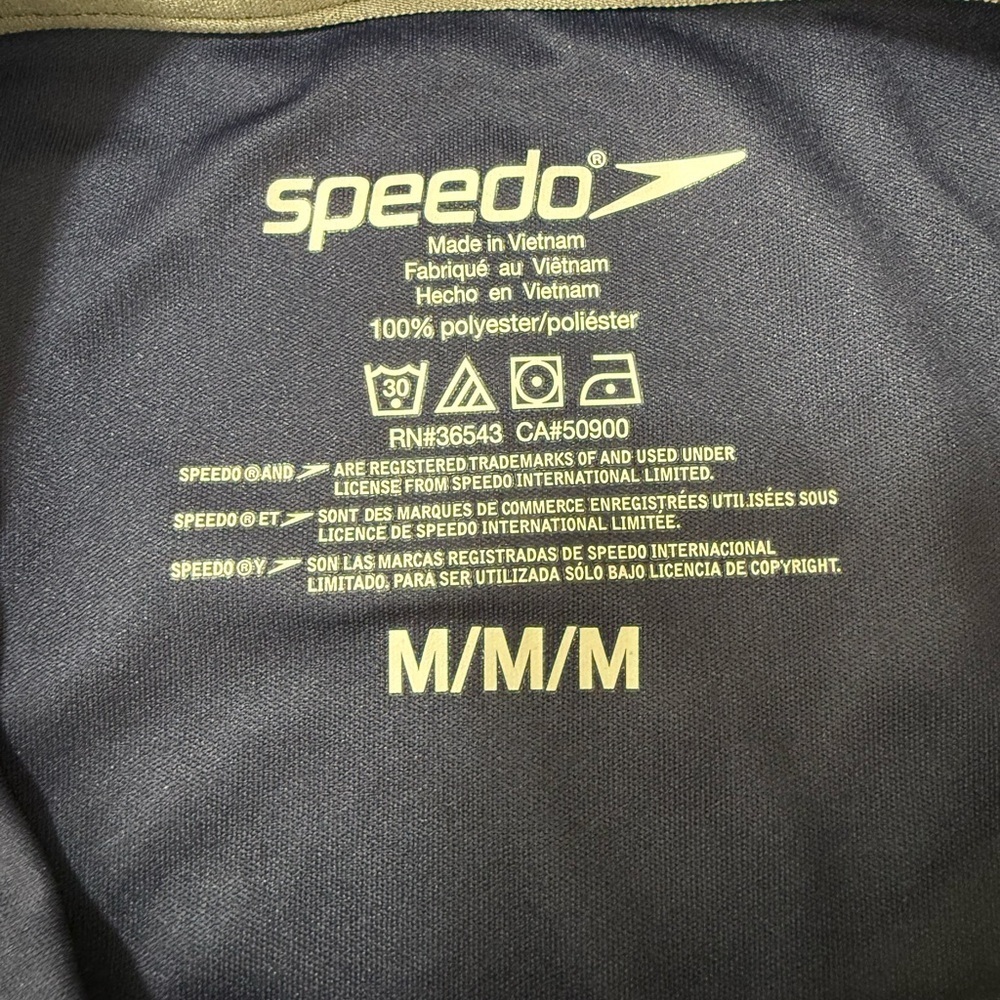 speedo®
Made in Vietnam
Fabriqué au Viêtnam
Hecho en Vietnam
100% polyester/poliéster
30
RN#36543 CA#50900
SPEEDO ® AND ARE REGISTERED TRADEMARKS OF AND USED UNDER
LICENSE FROM SPEEDO INTERNATIONAL LIMITED.
SPEEDO ® ET SONT DES MARQUES DE COMMERCE ENREGISTRÉES UTILISÉES SOUS
LICENCE DE SPEEDO INTERNATIONAL LIMITÉE.
SPEEDO ® Y SON LAS MARCAS REGISTRADAS DE SPEEDO INTERNACIONAL
LIMITADO. PARA SER UTILIZADA SÓLO BAJO LICENCIA DE COPYRIGHT.
M/M/M